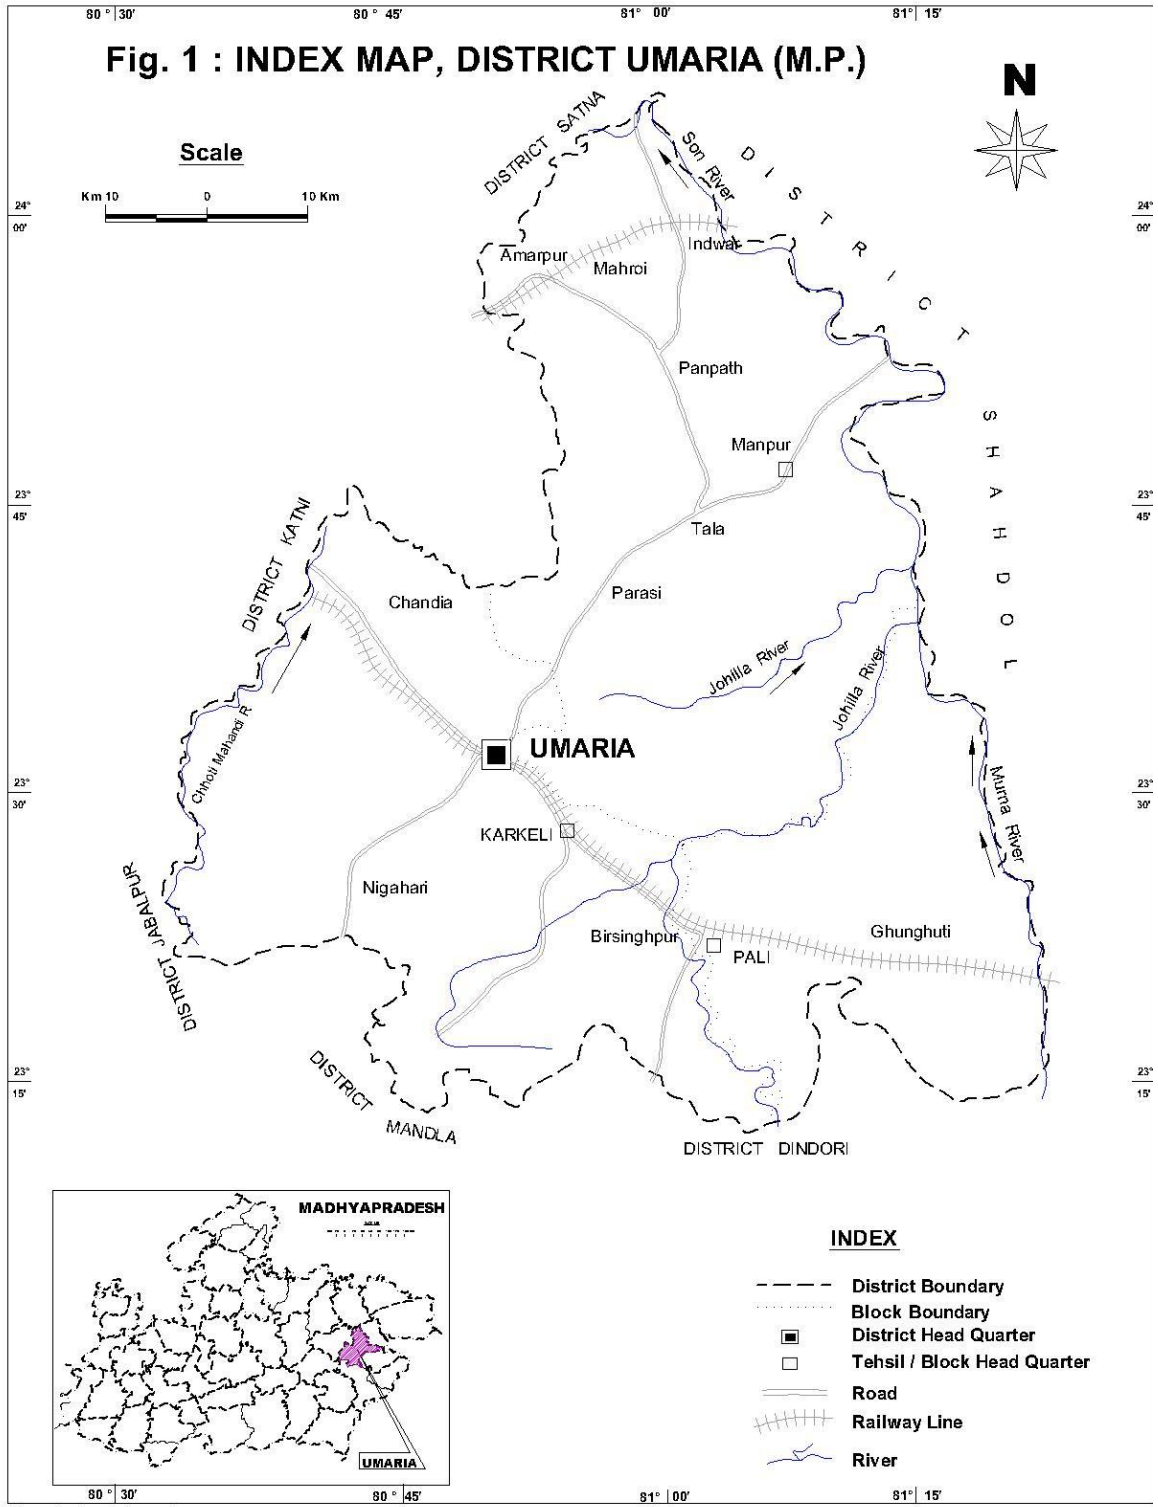 80 ° 30'
80 ° 45'
81 ° 00'
81 ° 15'
Fig. 1 : INDEX MAP, DISTRICT UMARIA (M.P.)
N
Scale
Km 10 0 10 Km
DISTRICT SATNA
Son River
DISTRICT SHAHDOL
24° 00'
24° 00'
Amarpur
Mahroi
Indwar
Panpath
Manpur
23° 45'
23° 45'
Tala
DISTRICT KATNI
Chandia
Parasi
Johilla River
Johilla River
Chhoti Mahandi R
UMARIA
23° 30'
23° 30'
Murna River
KARKELI
DISTRICT JABALPUR
Nigahari
Birsinghpur
PALI
Ghunghuti
23° 15'
23° 15'
DISTRICT
MANDLA
DISTRICT DINDORI
MADHYAPRADESH
UMARIA
INDEX
District Boundary
Block Boundary
District Head Quarter
Tehsil / Block Head Quarter
Road
Railway Line
River
80 ° 30'
80 ° 45'
81 ° 00'
81 ° 15'